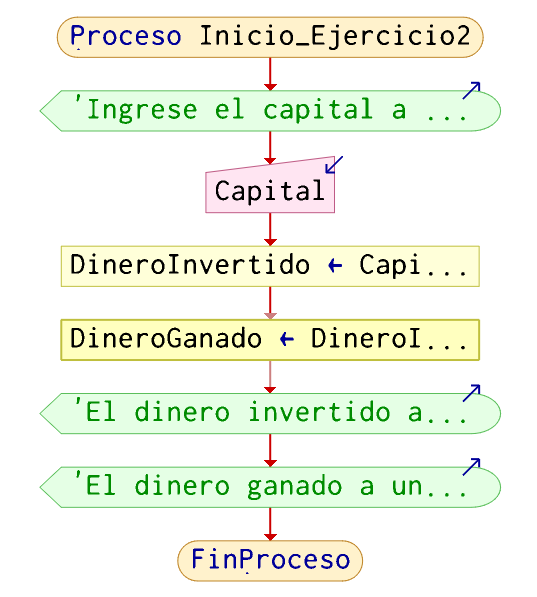 Proceso Inicio_Ejercicio2
'Ingrese el capital a ...
Capital
DineroInvertido ← Capi...
DineroGanado ← DineroI...
'El dinero invertido a...
'El dinero ganado a un...
FinProceso